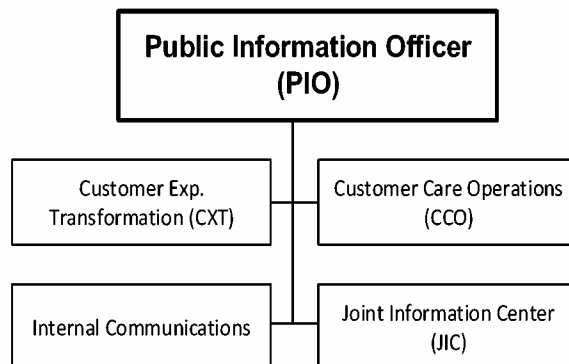 Public Information Officer
(PIO)
Customer Exp.
Transformation (CXT)
Customer Care Operations
(CCO)
Internal Communications
Joint Information Center
(JIC)